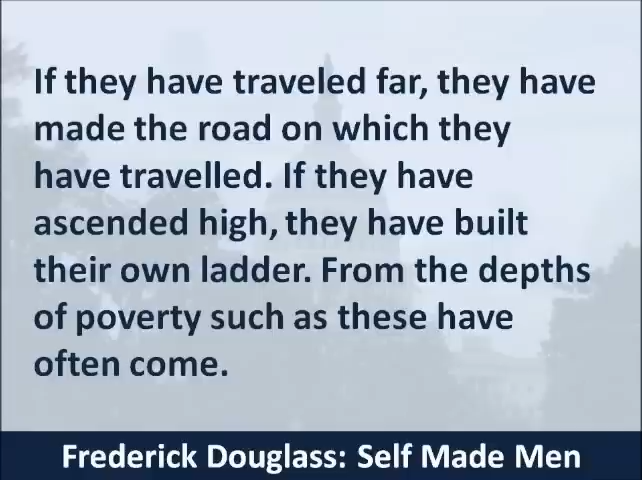 If they have traveled far, they have
made the road on which they
have travelled. If they have
ascended high, they have built
their own ladder. From the depths
of poverty such as these have
often come.
Frederick Douglass: Self Made Men